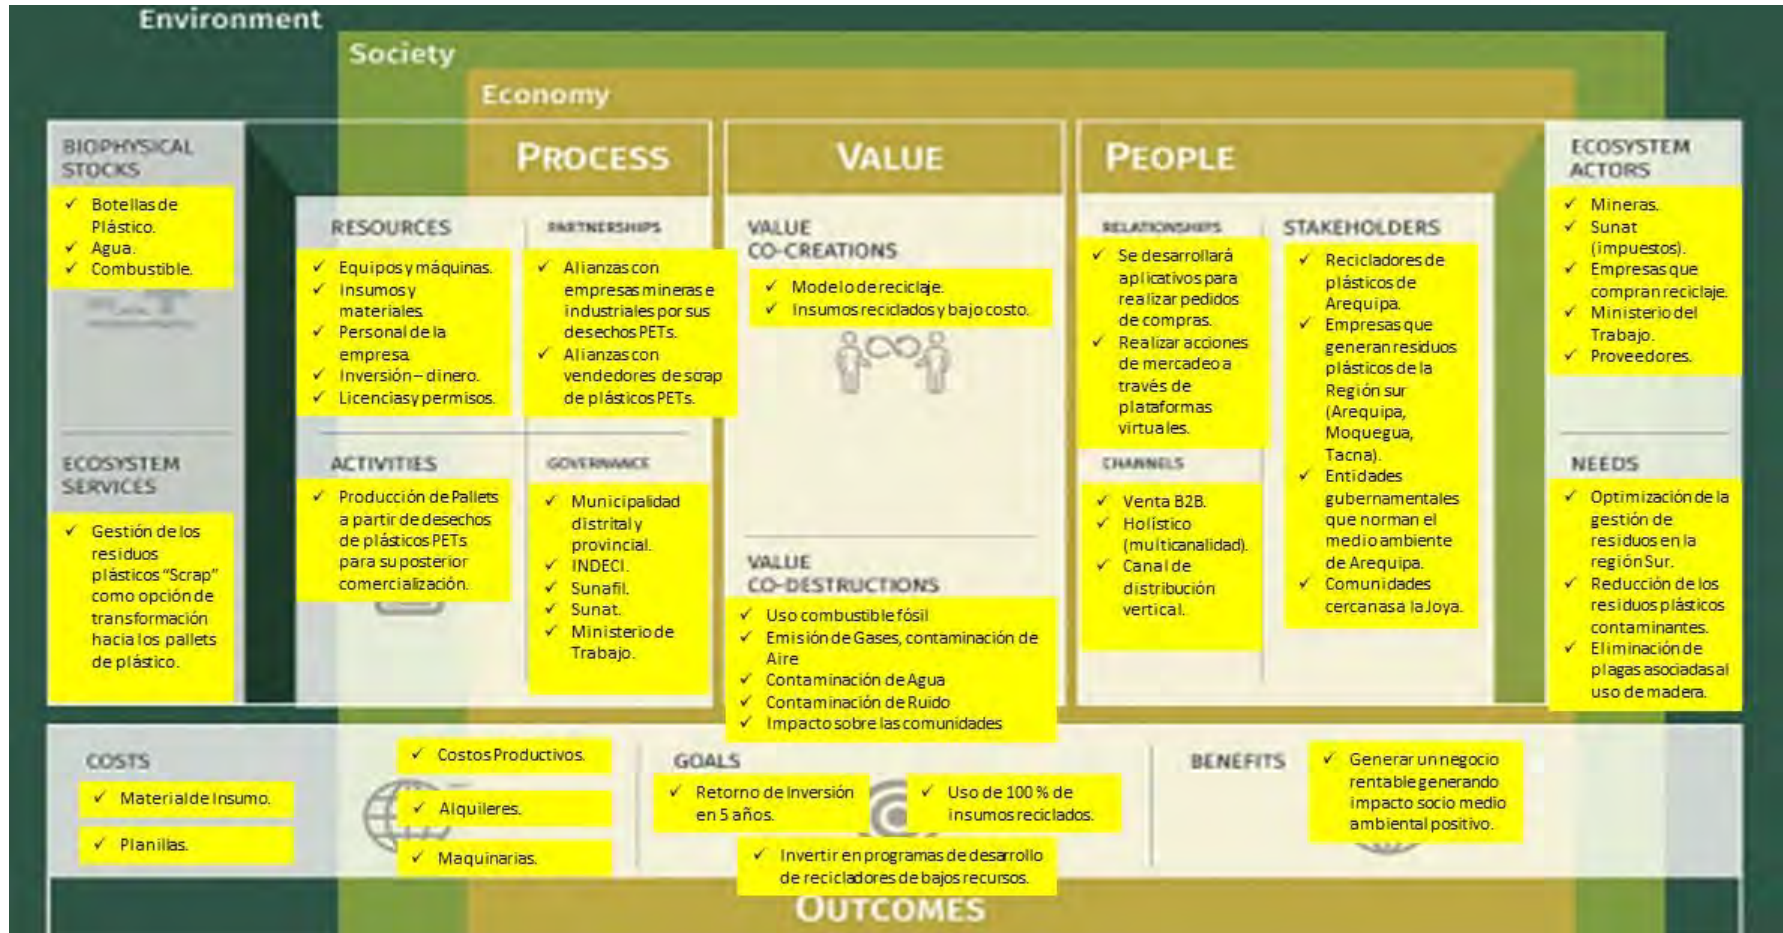 Environment
Society
Economy
PROCESS
VALUE
PEOPLE
BIOPHYSICAL
STOCKS
✓ Botellas de
Plástico.
✓ Agua.
✓ Combustible.
ECOSYSTEM
SERVICES
✓ Gestión de los
residuos
plásticos “Scrap”
como opción de
transformación
hacia los pallets
de plástico.
RESOURCES
✓ Equipos y máquinas.
✓ Insumos y
materiales.
✓ Personal de la
empresa.
✓ Inversión – dinero.
✓ Licencias y permisos.
PARTNERSHIPS
✓ Alianzas con
empresas mineras e
industriales por sus
desechos PETs.
✓ Alianzas con
vendedores de scrap
de plásticos PETs.
ACTIVITIES
✓ Producción de Pallets
a partir de desechos
de plásticos PETs
para su posterior
comercialización.
GOVERNANCE
✓ Municipalidad
distrital y
provincial.
✓ INDECI.
✓ Sunafil.
✓ Sunat.
✓ Ministerio de
Trabajo.
VALUE
CO-CREATIONS
✓ Modelo de reciclaje.
✓ Insumos reciclados y bajo costo.
VALUE
CO-DESTRUCTIONS
✓ Uso combustible fósil
✓ Emisión de Gases, contaminación de
Aire
✓ Contaminación de Agua
✓ Contaminación de Ruido
✓ Impacto sobre las comunidades
RELATIONSHIPS
✓ Se desarrollará
aplicativos para
realizar pedidos
de compras.
✓ Realizar acciones
de mercadeo a
través de
plataformas
virtuales.
CHANNELS
✓ Venta B2B.
✓ Holístico
(multicanalidad).
✓ Canal de
distribución
vertical.
STAKEHOLDERS
✓ Recicladores de
plásticos de
Arequipa.
✓ Empresas que
generan residuos
plásticos de la
Región sur
(Arequipa,
Moquegua,
Tacna).
✓ Entidades
gubernamentales
que norman el
medio ambiente
de Arequipa.
✓ Comunidades
cercanas a la Joya.
ECOSYSTEM
ACTORS
✓ Mineras.
✓ Sunat
(impuestos).
✓ Empresas que
compran reciclaje.
✓ Ministerio del
Trabajo.
✓ Proveedores.
NEEDS
✓ Optimización de la
gestión de
residuos en la
región Sur.
✓ Reducción de los
residuos plásticos
contaminantes.
✓ Eliminación de
plagas asociadas al
uso de madera.
COSTS
✓ Material de Insumo.
✓ Planillas.
✓ Costos Productivos.
✓ Alquileres.
✓ Maquinarias.
GOALS
✓ Retorno de Inversión
en 5 años.
✓ Uso de 100 % de
insumos reciclados.
✓ Invertir en programas de desarrollo
de recicladores de bajos recursos.
BENEFITS
✓ Generar un negocio
rentable generando
impacto socio medio
ambiental positivo.
OUTCOMES